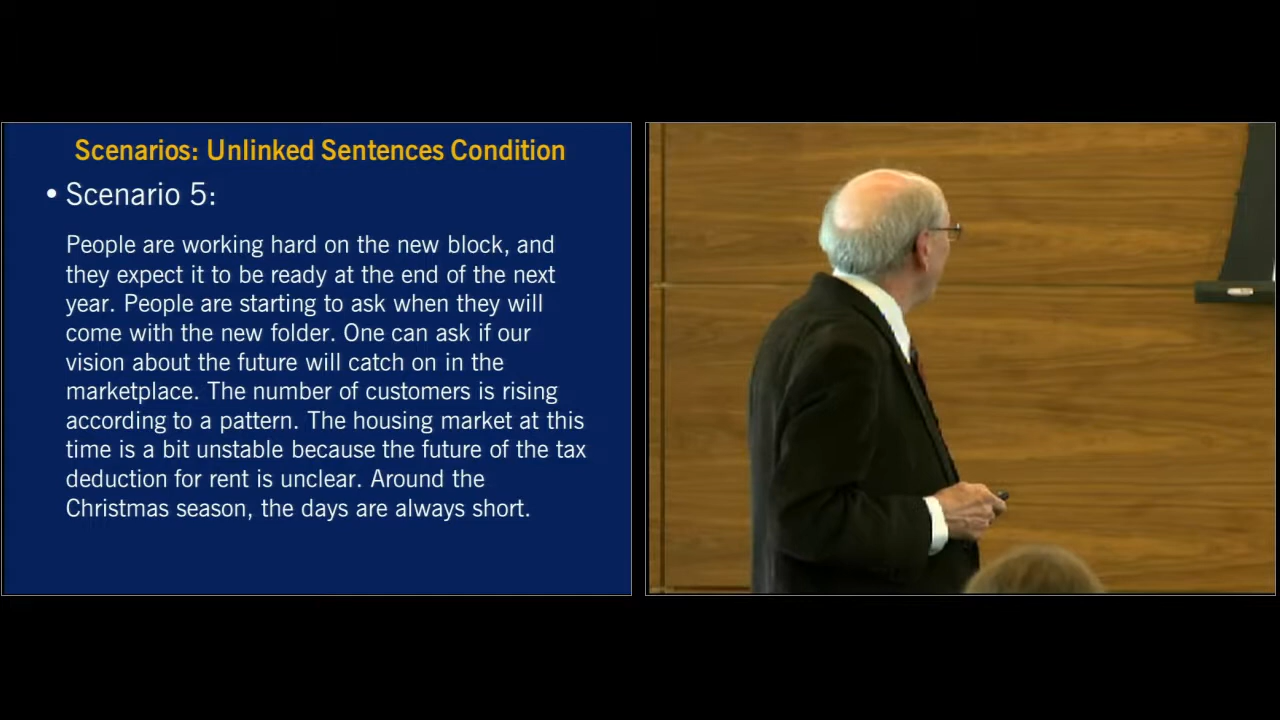 Scenarios: Unlinked Sentences Condition
• Scenario 5:
People are working hard on the new block, and
they expect it to be ready at the end of the next
year. People are starting to ask when they will
come with the new folder. One can ask if our
vision about the future will catch on in the
marketplace. The number of customers is rising
according to a pattern. The housing market at this
time is a bit unstable because the future of the tax
deduction for rent is unclear. Around the
Christmas season, the days are always short.